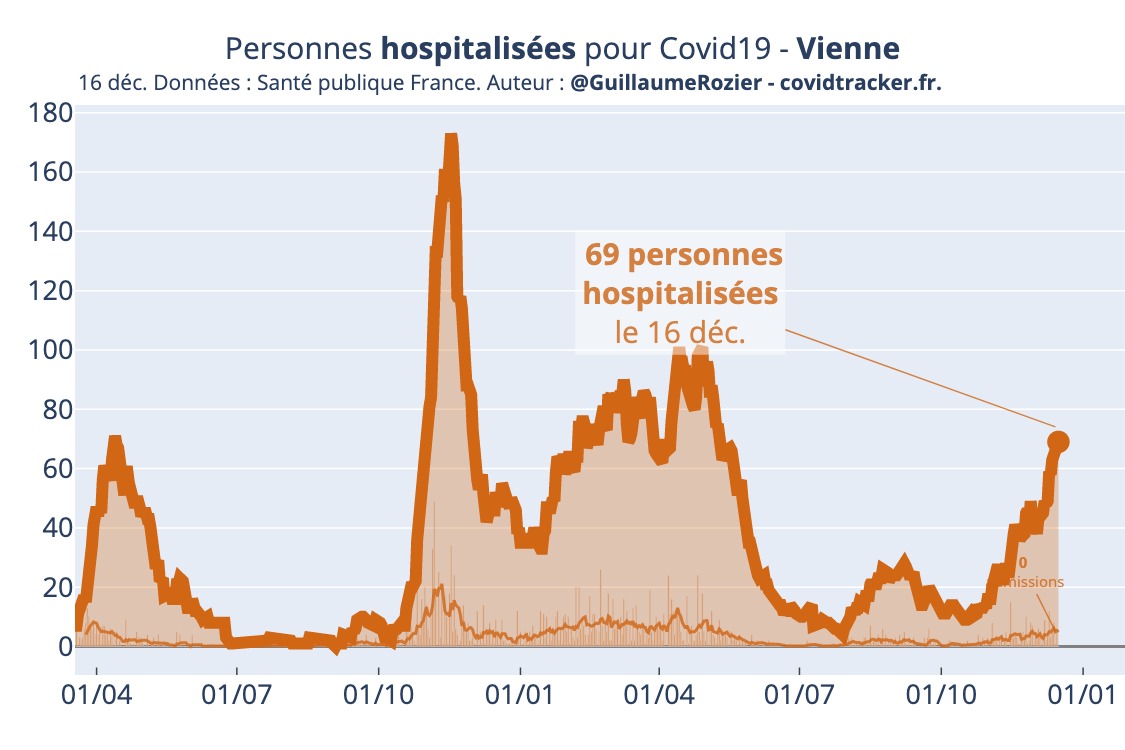 Personnes hospitalisées pour Covid19 - Vienne
16 déc. Données : Santé publique France. Auteur : @GuillaumeRozier - covidtracker.fr.
180
160
140
120
100
80
60
40
20
0
69 personnes
hospitalisées
le 16 déc.
0
01/04 01/07 01/10 01/01 01/04 01/07 01/10 01/01